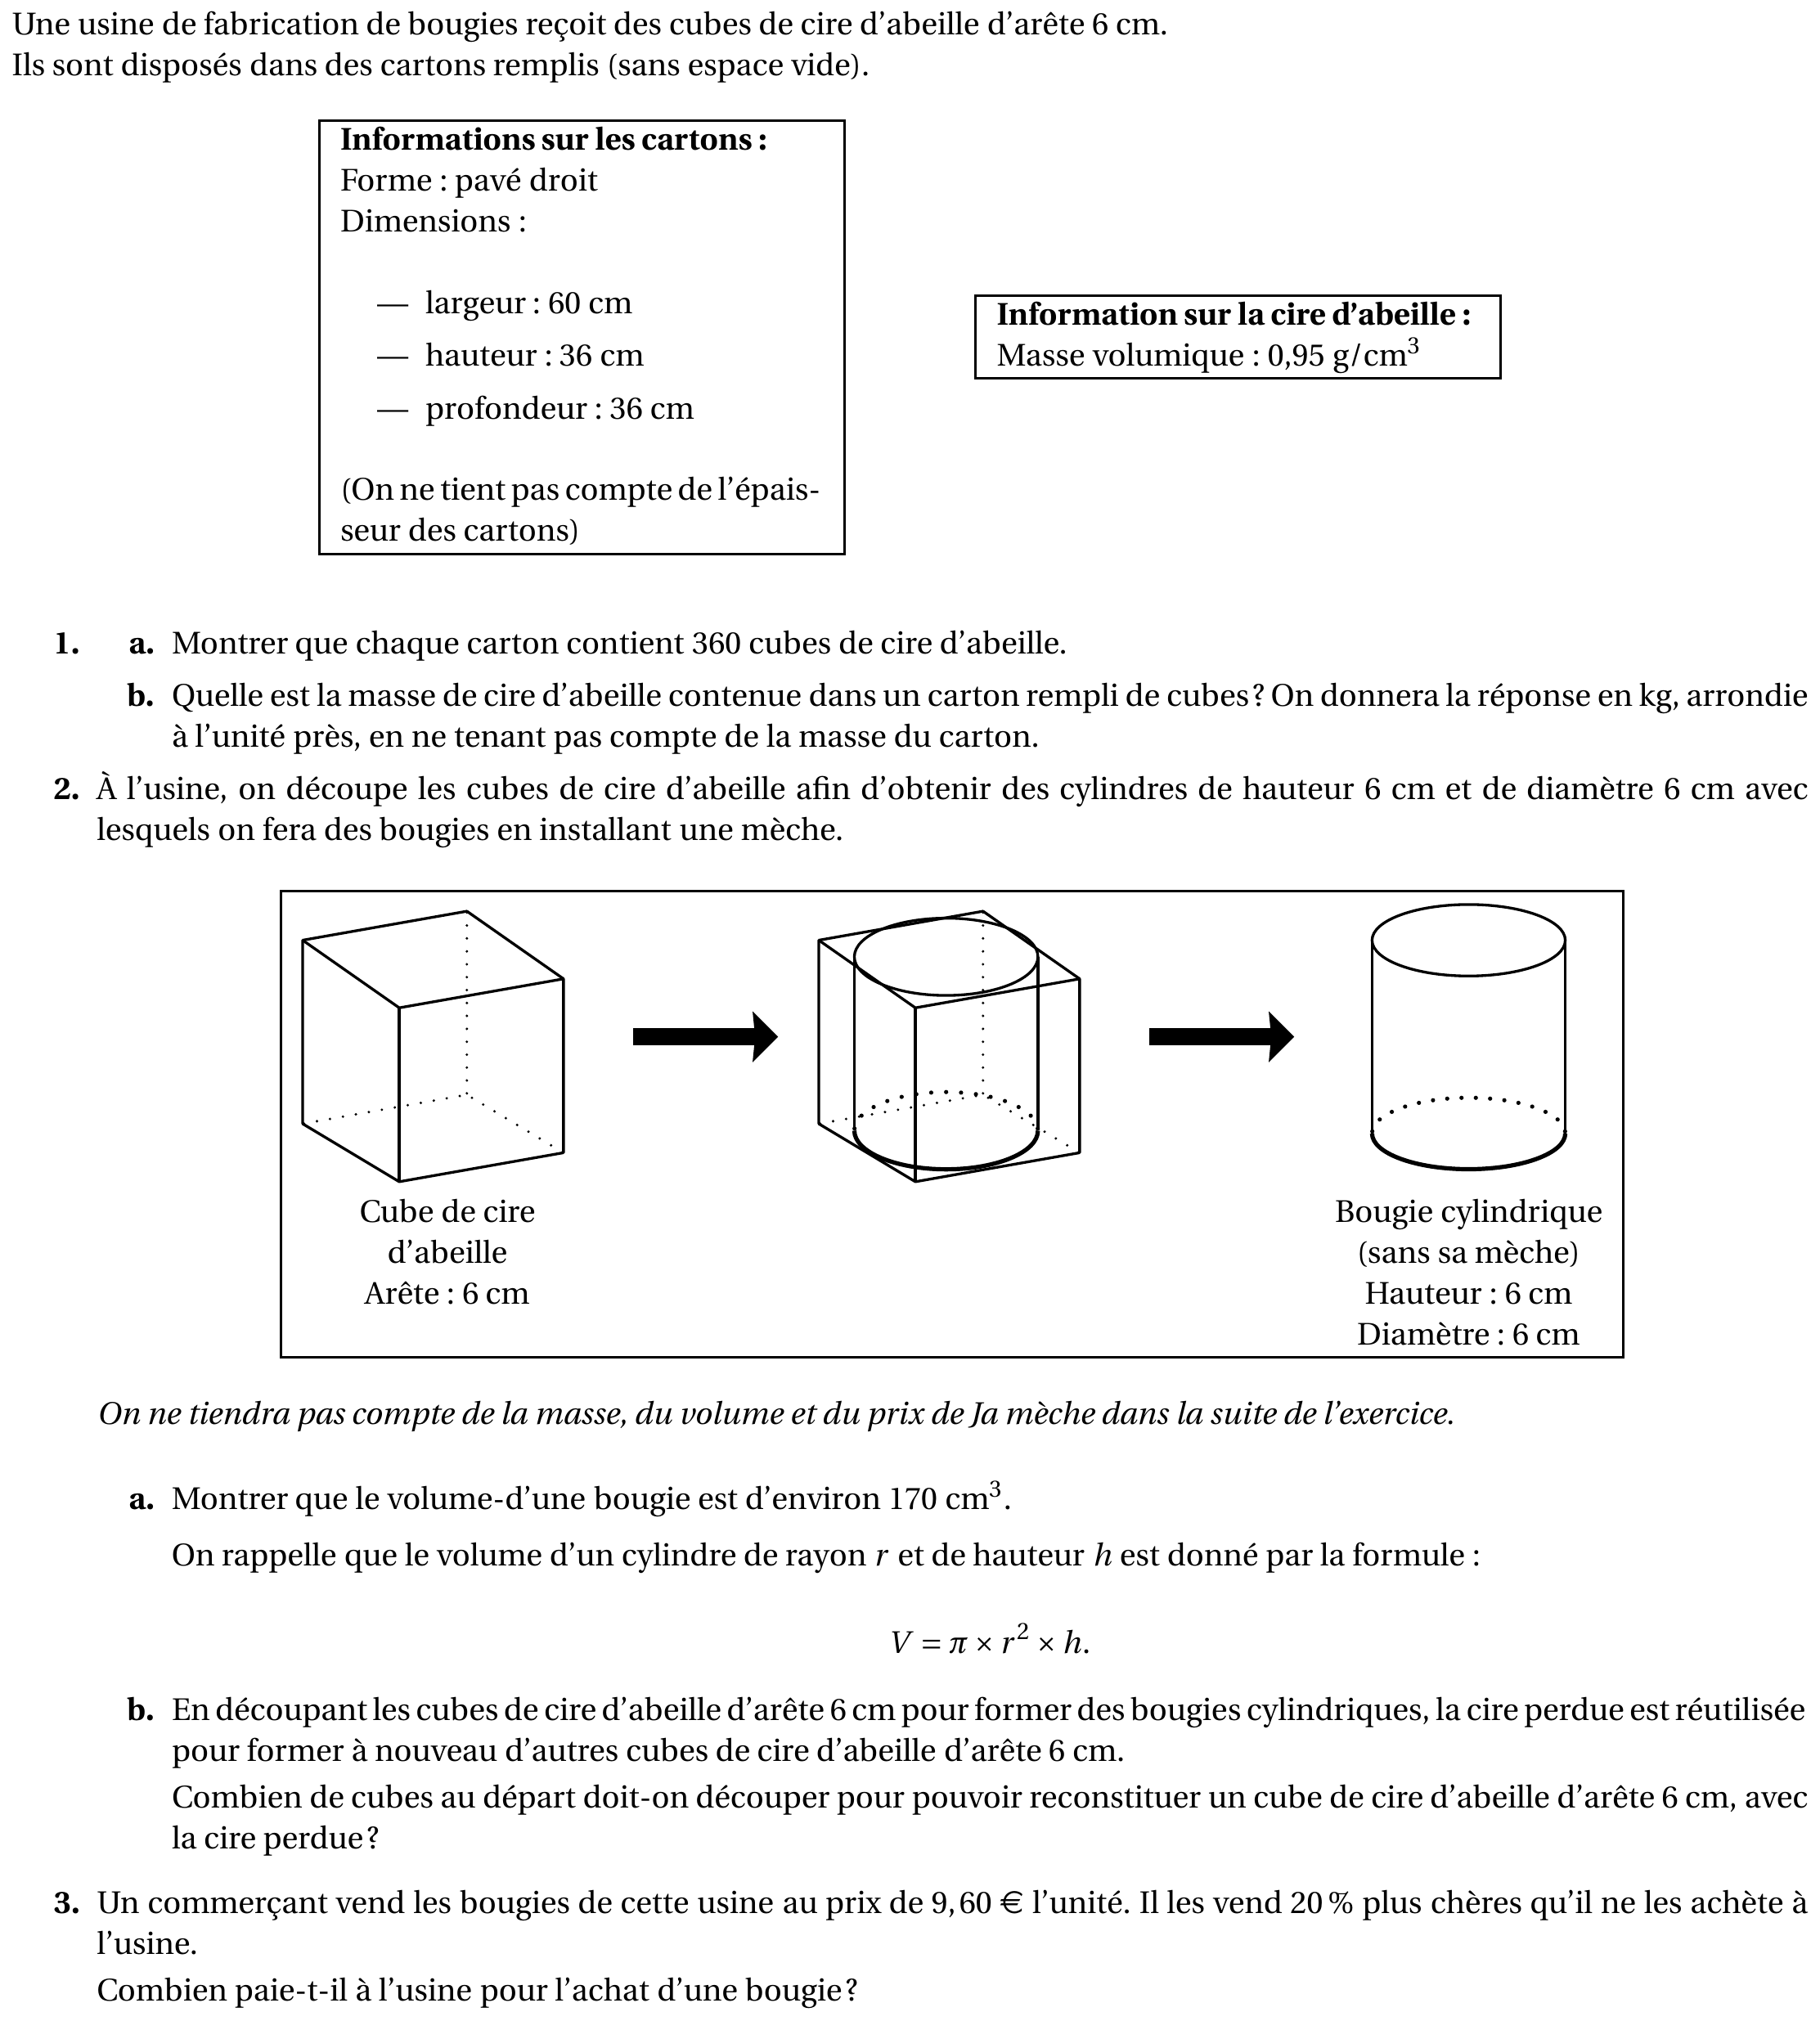 Une usine de fabrication de bougies reçoit des cubes de cire d’abeille d’arête 6 cm.
Ils sont disposés dans des cartons remplis (sans espace vide).
Informations sur les cartons :
Forme : pavé droit
Dimensions :
— largeur : 60 cm
— hauteur : 36 cm
— profondeur : 36 cm
(On ne tient pas compte de l’épais-
seur des cartons)
Information sur la cire d’abeille :
Masse volumique : 0,95 g/cm³
1. a. Montrer que chaque carton contient 360 cubes de cire d’abeille.
b. Quelle est la masse de cire d’abeille contenue dans un carton rempli de cubes ? On donnera la réponse en kg, arrondie
à l’unité près, en ne tenant pas compte de la masse du carton.
2. À l’usine, on découpe les cubes de cire d’abeille afin d’obtenir des cylindres de hauteur 6 cm et de diamètre 6 cm avec
lesquels on fera des bougies en installant une mèche.
Cube de cire
d’abeille
Arête : 6 cm
Bougie cylindrique
(sans sa mèche)
Hauteur : 6 cm
Diamètre : 6 cm
On ne tiendra pas compte de la masse, du volume et du prix de Ja mèche dans la suite de l’exercice.
a. Montrer que le volume-d’une bougie est d’environ 170 cm³.
On rappelle que le volume d’un cylindre de rayon r et de hauteur h est donné par la formule :
V = π × r² × h.
b. En découpant les cubes de cire d’abeille d’arête 6 cm pour former des bougies cylindriques, la cire perdue est réutilisée
pour former à nouveau d’autres cubes de cire d’abeille d’arête 6 cm.
Combien de cubes au départ doit-on découper pour pouvoir reconstituer un cube de cire d’abeille d’arête 6 cm, avec
la cire perdue ?
3. Un commerçant vend les bougies de cette usine au prix de 9,60 € l’unité. Il les vend 20 % plus chères qu’il ne les achète à
l’usine.
Combien paie-t-il à l’usine pour l’achat d’une bougie ?